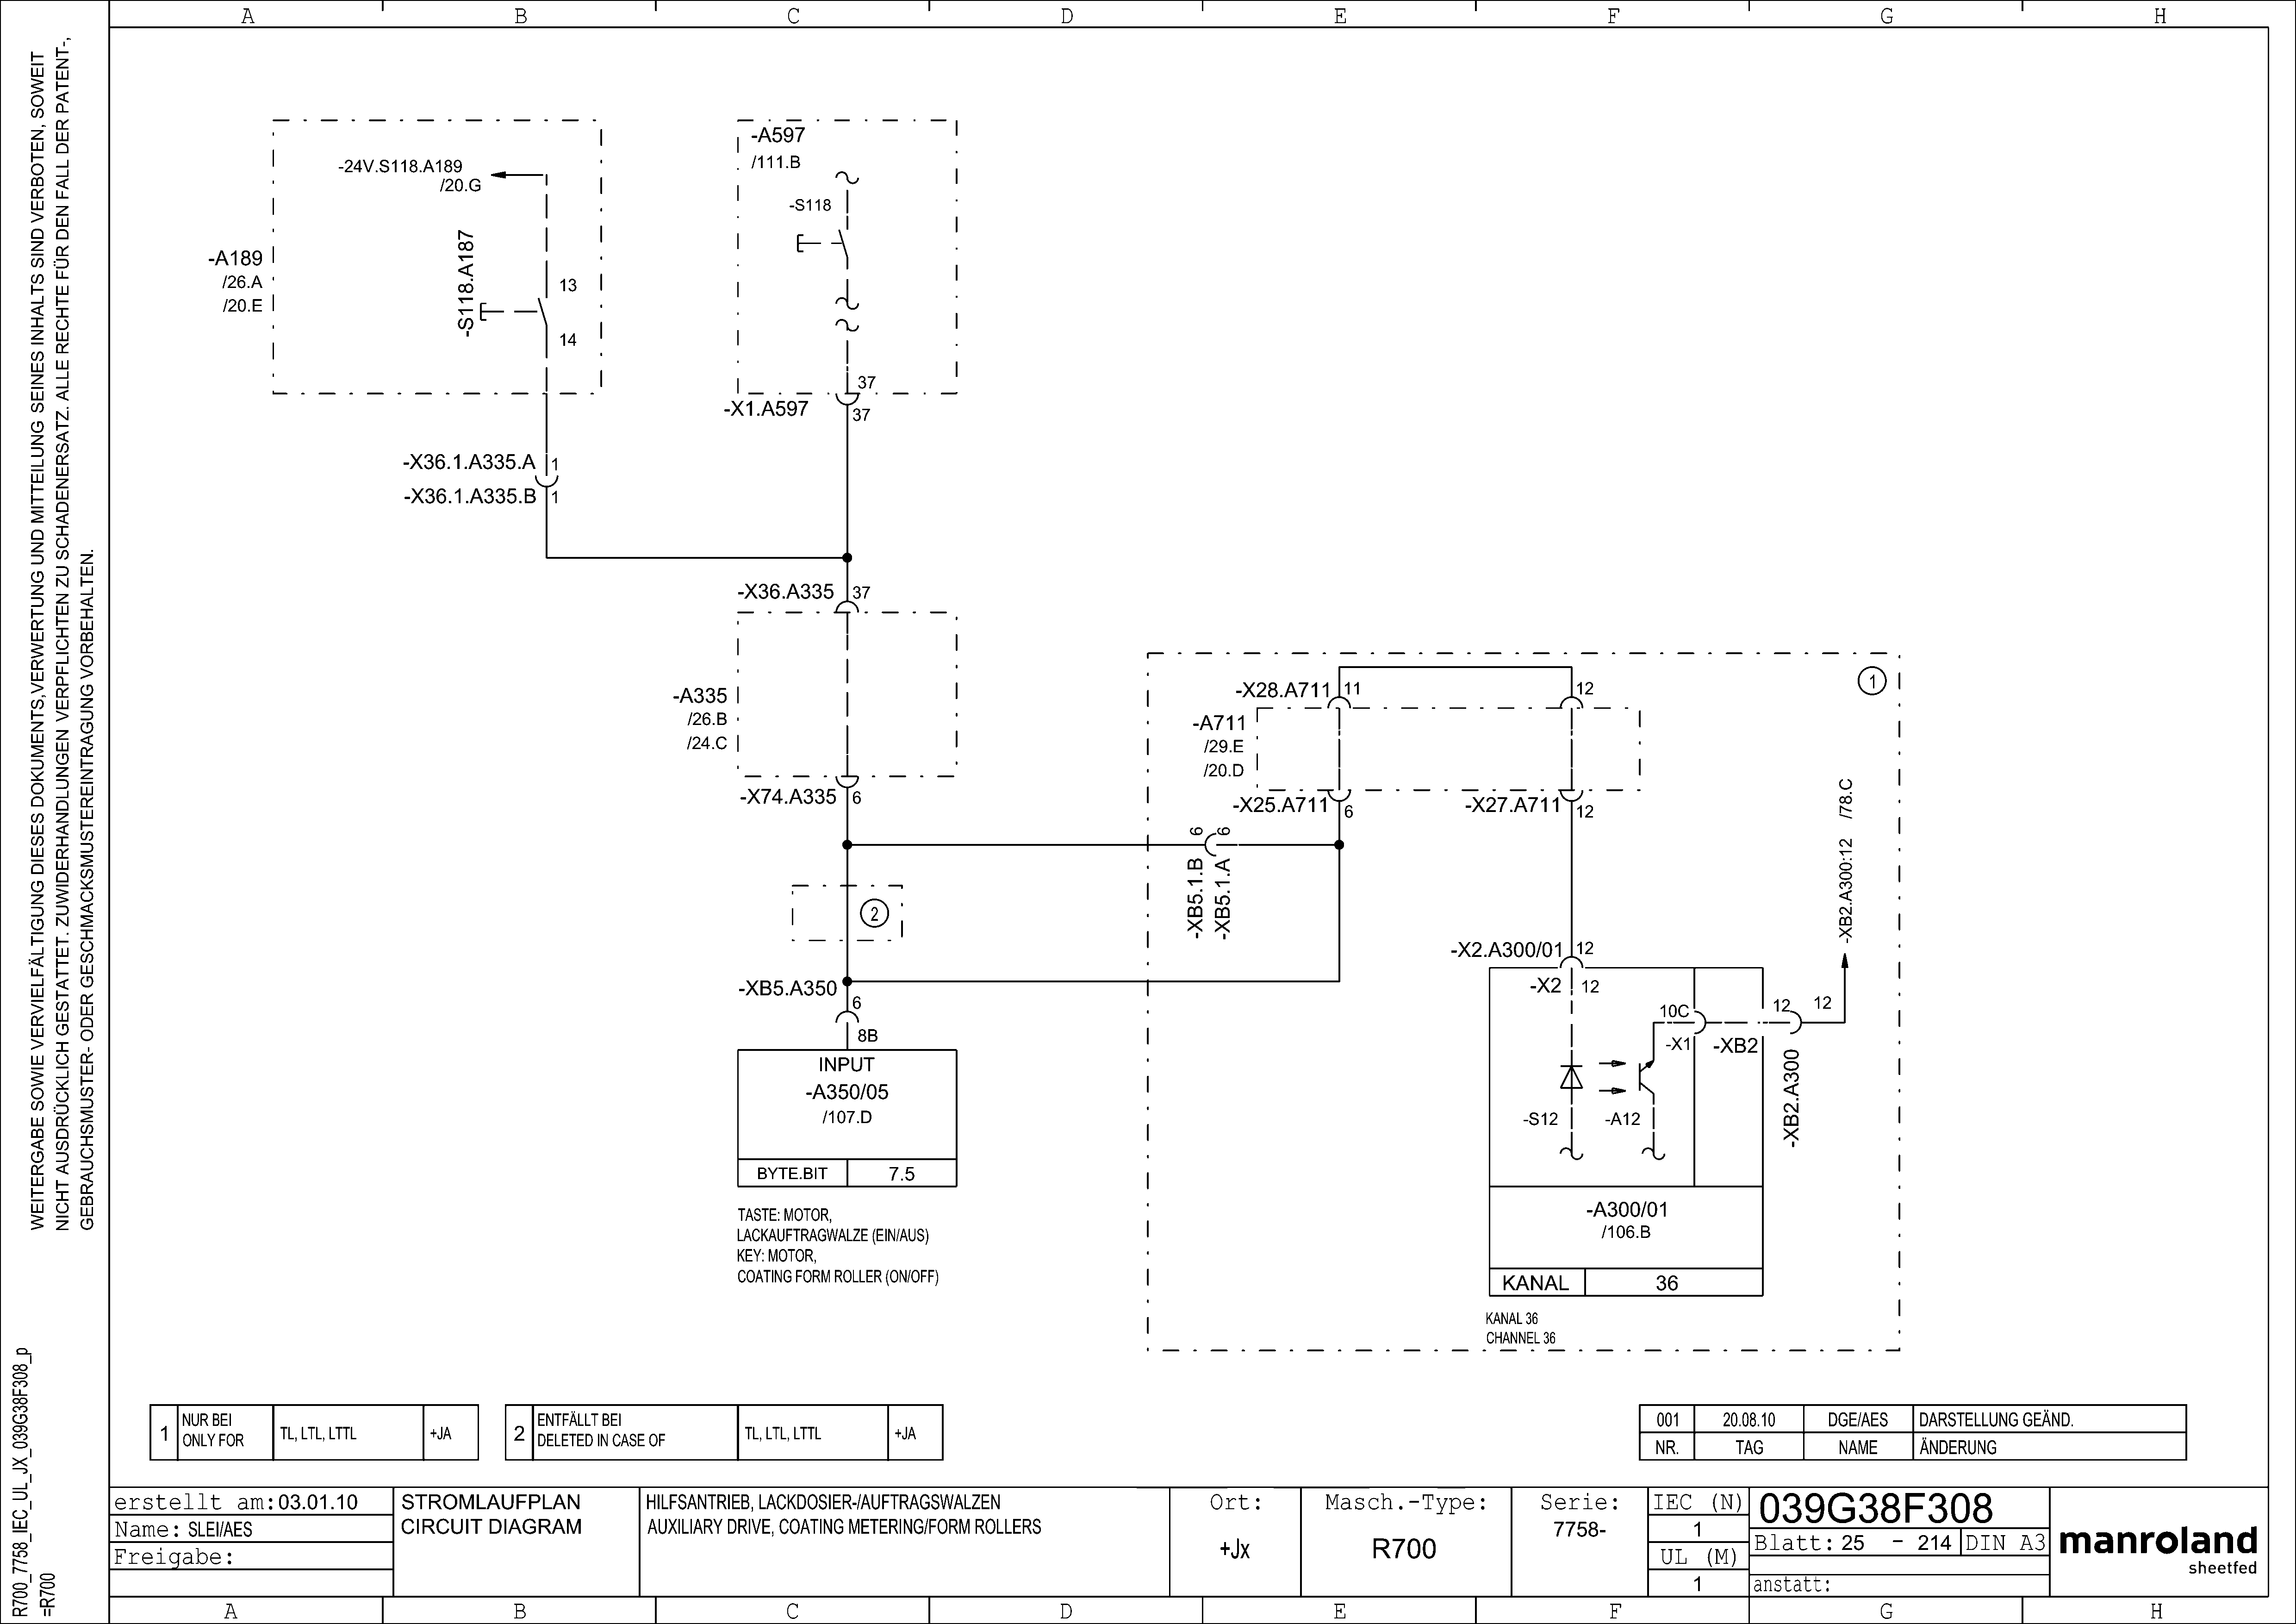 A B C D E F G H
WEITERGABE SOWIE VERVIELFÄLTIGUNG DIESES DOKUMENTS,VERWERTUNG UND MITTEILUNG SEINES INHALTS SIND VERBOTEN, SOWEIT
NICHT AUSDRÜCKLICH GESTATTET. ZUWIDERHANDLUNGEN VERPFLICHTEN ZU SCHADENERSATZ. ALLE RECHTE FÜR DEN FALL DER PATENT-,
GEBRAUCHSMUSTER- ODER GESCHMACKSMUSTEREINTRAGUNG VORBEHALTEN.
R700_7758_IEC_UL_JX_039G38F308_p
=R700
-24V.S118.A189
/20.G
-A189
/26.A
/20.E
-S118.A187
13
14
-A597
/111.B
-S118
37
-X1.A597
37
-X36.1.A335.A 1
-X36.1.A335.B 1
-X36.A335 37
-A335
/26.B
/24.C
-X74.A335 6
2
-XB5.A350
6
8B
INPUT
-A350/05
/107.D
BYTE.BIT 7.5
TASTE: MOTOR,
LACKAUFTRAGWALZE (EIN/AUS)
KEY: MOTOR,
COATING FORM ROLLER (ON/OFF)
1
-X28.A711 11
12
-A711
/29.E
/20.D
-X25.A711 6
-X27.A711 12
6
6
-XB5.1.B
-XB5.1.A
-XB2.A300:12 /78.C
-X2.A300/01 12
-X2 12
10C
12 12
-X1
-XB2
-XB2.A300
-S12
-A12
-A300/01
/106.B
KANAL 36
KANAL 36
CHANNEL 36
1
NUR BEI
ONLY FOR
TL, LTL, LTTL
+JA
2
ENTFÄLLT BEI
DELETED IN CASE OF
TL, LTL, LTTL
+JA
001 20.08.10 DGE/AES DARSTELLUNG GEÄND.
NR. TAG NAME ÄNDERUNG
erstellt am: 03.01.10
Name: SLEI/AES
Freigabe:
STROMLAUFPLAN
CIRCUIT DIAGRAM
HILFSANTRIEB, LACKDOSIER-/AUFTRAGSWALZEN
AUXILIARY DRIVE, COATING METERING/FORM ROLLERS
Ort:
+Jx
Masch.-Type:
R700
Serie:
7758-
IEC (N)
1
UL (M)
1
039G38F308
Blatt: 25 - 214 DIN A3
anstatt:
manroland
sheetfed
A B C D E F G H